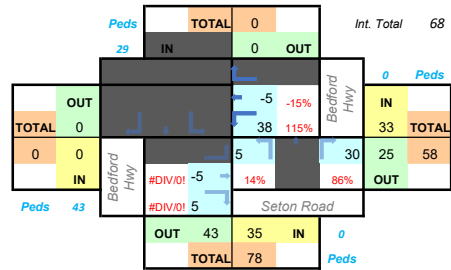 Peds TOTAL 0 Int. Total 68
29 IN 0 OUT
0 Peds
OUT -5 -15% Bedford Hwy IN
TOTAL 0 38 115% 33 TOTAL
0 0 5 30 25 58
IN Bedford Hwy #DIV/0! -5 14% 86% OUT
Peds 43 #DIV/0! 5 Seton Road
OUT 43 35 IN 0
TOTAL 78 Peds